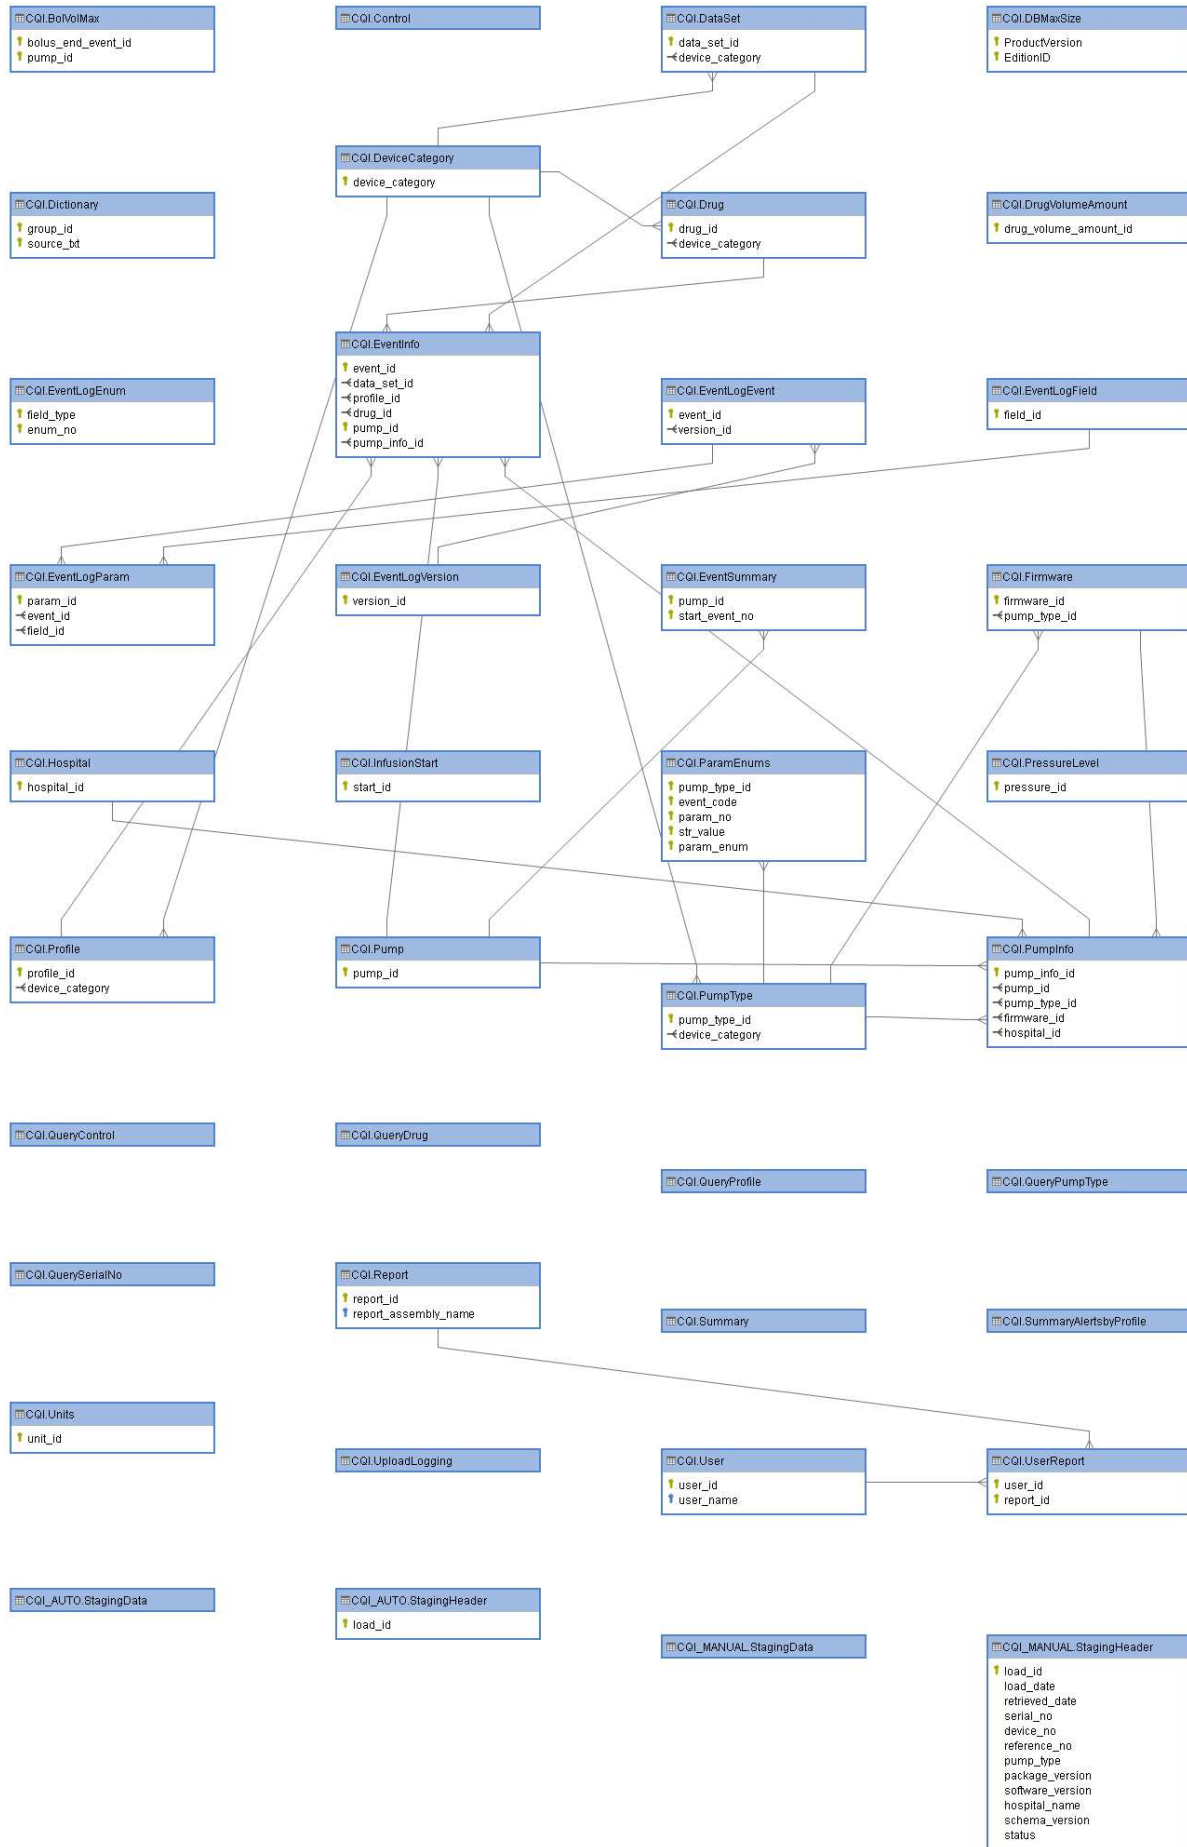 CQI.BolVolMax
bolus_end_event_id
pump_id
CQI.Control
CQI.DataSet
data_set_id
device_category
CQI.DBMaxSize
ProductVersion
EditionID
CQI.DeviceCategory
device_category
CQI.Dictionary
group_id
source_txt
CQI.Drug
drug_id
device_category
CQI.DrugVolumeAmount
drug_volume_amount_id
CQI.EventInfo
event_id
data_set_id
profile_id
drug_id
pump_id
pump_info_id
CQI.EventLogEnum
field_type
enum_no
CQI.EventLogEvent
event_id
version_id
CQI.EventLogField
field_id
CQI.EventLogParam
param_id
event_id
field_id
CQI.EventLogVersion
version_id
CQI.EventSummary
pump_id
start_event_no
CQI.Firmware
firmware_id
pump_type_id
CQI.Hospital
hospital_id
CQI.InfusionStart
start_id
CQI.ParamEnums
pump_type_id
event_code
param_no
str_value
param_enum
CQI.PressureLevel
pressure_id
CQI.Profile
profile_id
device_category
CQI.Pump
pump_id
CQI.PumpType
pump_type_id
device_category
CQI.PumpInfo
pump_info_id
pump_id
pump_type_id
firmware_id
hospital_id
CQI.QueryControl
CQI.QueryDrug
CQI.QueryProfile
CQI.QueryPumpType
CQI.QuerySerialNo
CQI.Report
report_id
report_assembly_name
CQI.Summary
CQI.SummaryAlertsbyProfile
CQI.Units
unit_id
CQI.UploadLogging
CQI.User
user_id
user_name
CQI.UserReport
user_id
report_id
CQI_AUTO.StagingData
CQI_AUTO.StagingHeader
load_id
CQI_MANUAL.StagingData
CQI_MANUAL.StagingHeader
load_id
load_date
retrieved_date
serial_no
device_no
reference_no
pump_type
package_version
software_version
hospital_name
schema_version
status